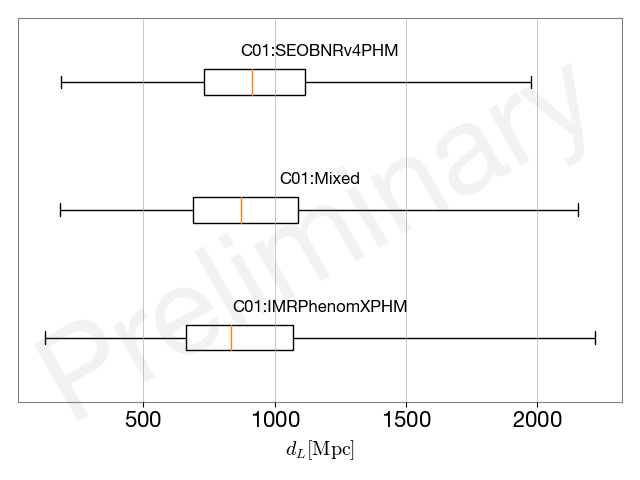 C01:SEOBNRv4PHM
C01:Mixed
C01:IMRPhenomXPHM
Preliminary
500 1000 1500 2000
d_L[Mpc]